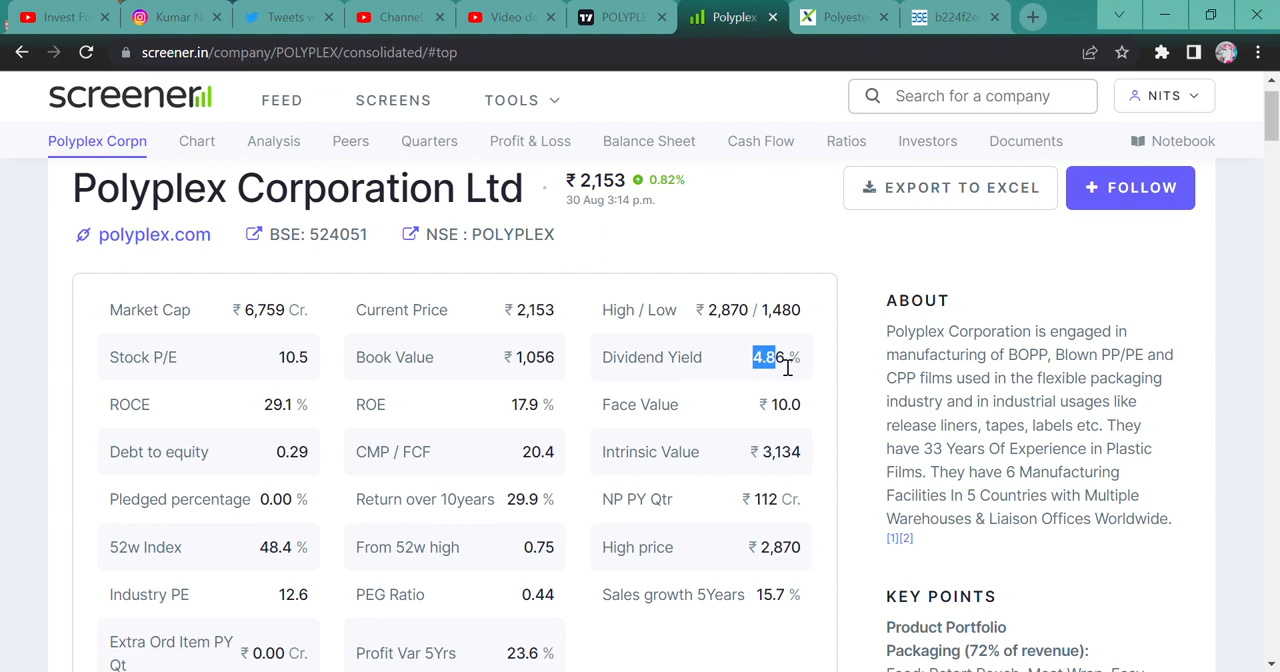 Invest Fo
Kumar N
Tweets w
Channel
Video de
POLYPLE
Polyplex
Polyeste
BSE b224f2e
screener.in/company/POLYPLEX/consolidated/#top
screener FEED SCREENS TOOLS Search for a company NITS
Polyplex Corpn Chart Analysis Peers Quarters Profit & Loss Balance Sheet Cash Flow Ratios Investors Documents Notebook
Polyplex Corporation Ltd
₹ 2,153 0.82%
30 Aug 3:14 p.m.
EXPORT TO EXCEL
+ FOLLOW
polyplex.com BSE: 524051 NSE : POLYPLEX
Market Cap ₹ 6,759 Cr.
Current Price ₹ 2,153
High / Low ₹ 2,870 / 1,480
Stock P/E 10.5
Book Value ₹ 1,056
Dividend Yield 4.86 %
ROCE 29.1 %
ROE 17.9 %
Face Value ₹ 10.0
Debt to equity 0.29
CMP / FCF 20.4
Intrinsic Value ₹ 3,134
Pledged percentage 0.00 %
Return over 10years 29.9 %
NP PY Qtr ₹ 112 Cr.
52w Index 48.4 %
From 52w high 0.75
High price ₹ 2,870
Industry PE 12.6
PEG Ratio 0.44
Sales growth 5Years 15.7 %
Extra Ord Item PY
Qt ₹ 0.00 Cr.
Profit Var 5Yrs 23.6 %
ABOUT
Polyplex Corporation is engaged in
manufacturing of BOPP, Blown PP/PE and
CPP films used in the flexible packaging
industry and in industrial usages like
release liners, tapes, labels etc. They
have 33 Years Of Experience in Plastic
Films. They have 6 Manufacturing
Facilities In 5 Countries with Multiple
Warehouses & Liaison Offices Worldwide.
[1][2]
KEY POINTS
Product Portfolio
Packaging (72% of revenue):